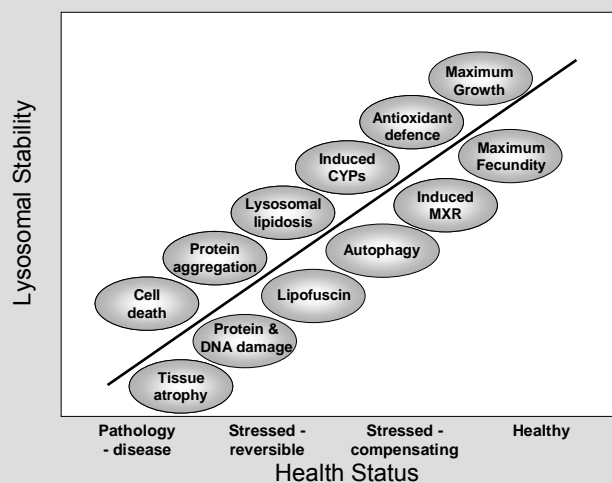 Lysosomal Stability
Maximum
Growth
Antioxidant
defence
Maximum
Fecundity
Induced
CYPs
Induced
MXR
Lysosomal
lipidosis
Autophagy
Protein
aggregation
Lipofuscin
Cell
death
Protein &
DNA damage
Tissue
atrophy
Pathology
- disease
Stressed -
reversible
Stressed -
compensating
Healthy
Health Status